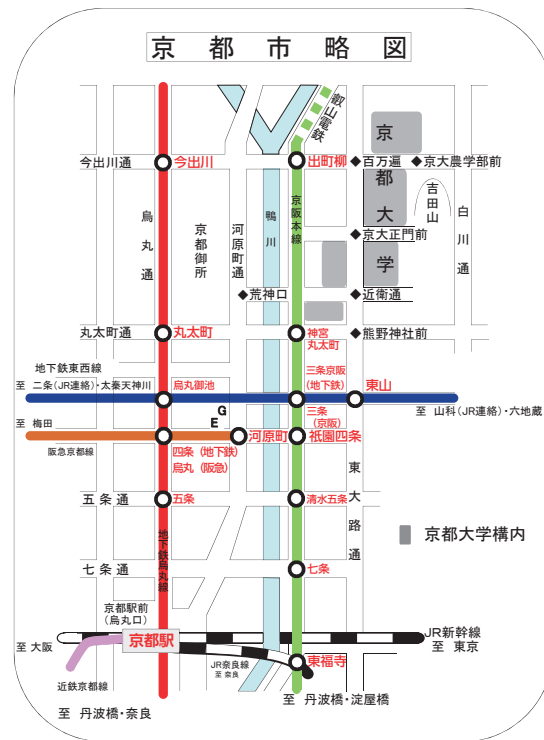 京都市略図
叡山電鉄
今出川通
今出川
出町柳
◆百万遍
◆京大農学部前
京都大学
吉田山
白川通
烏丸通
京都御所
河原町通
鴨川
京阪本線
◆京大正門前
◆荒神口
◆近衛通
丸太町通
丸太町
神宮丸太町
◆熊野神社前
地下鉄東西線
至 二条(JR連絡)・太秦天神川
烏丸御池
三条京阪
(地下鉄)
東山
三条
(京阪)
至 山科(JR連絡)・六地蔵
G
E
至 梅田
阪急京都線
四条(地下鉄)
烏丸(阪急)
河原町
祇園四条
東大路通
五条通
五条
清水五条
京都大学構内
地下鉄烏丸線
七条通
七条
京都駅前
(烏丸口)
京都駅
JR新幹線
至 東京
至 大阪
JR奈良線
至 奈良
東福寺
近鉄京都線
至 丹波橋・奈良
至 丹波橋・淀屋橋